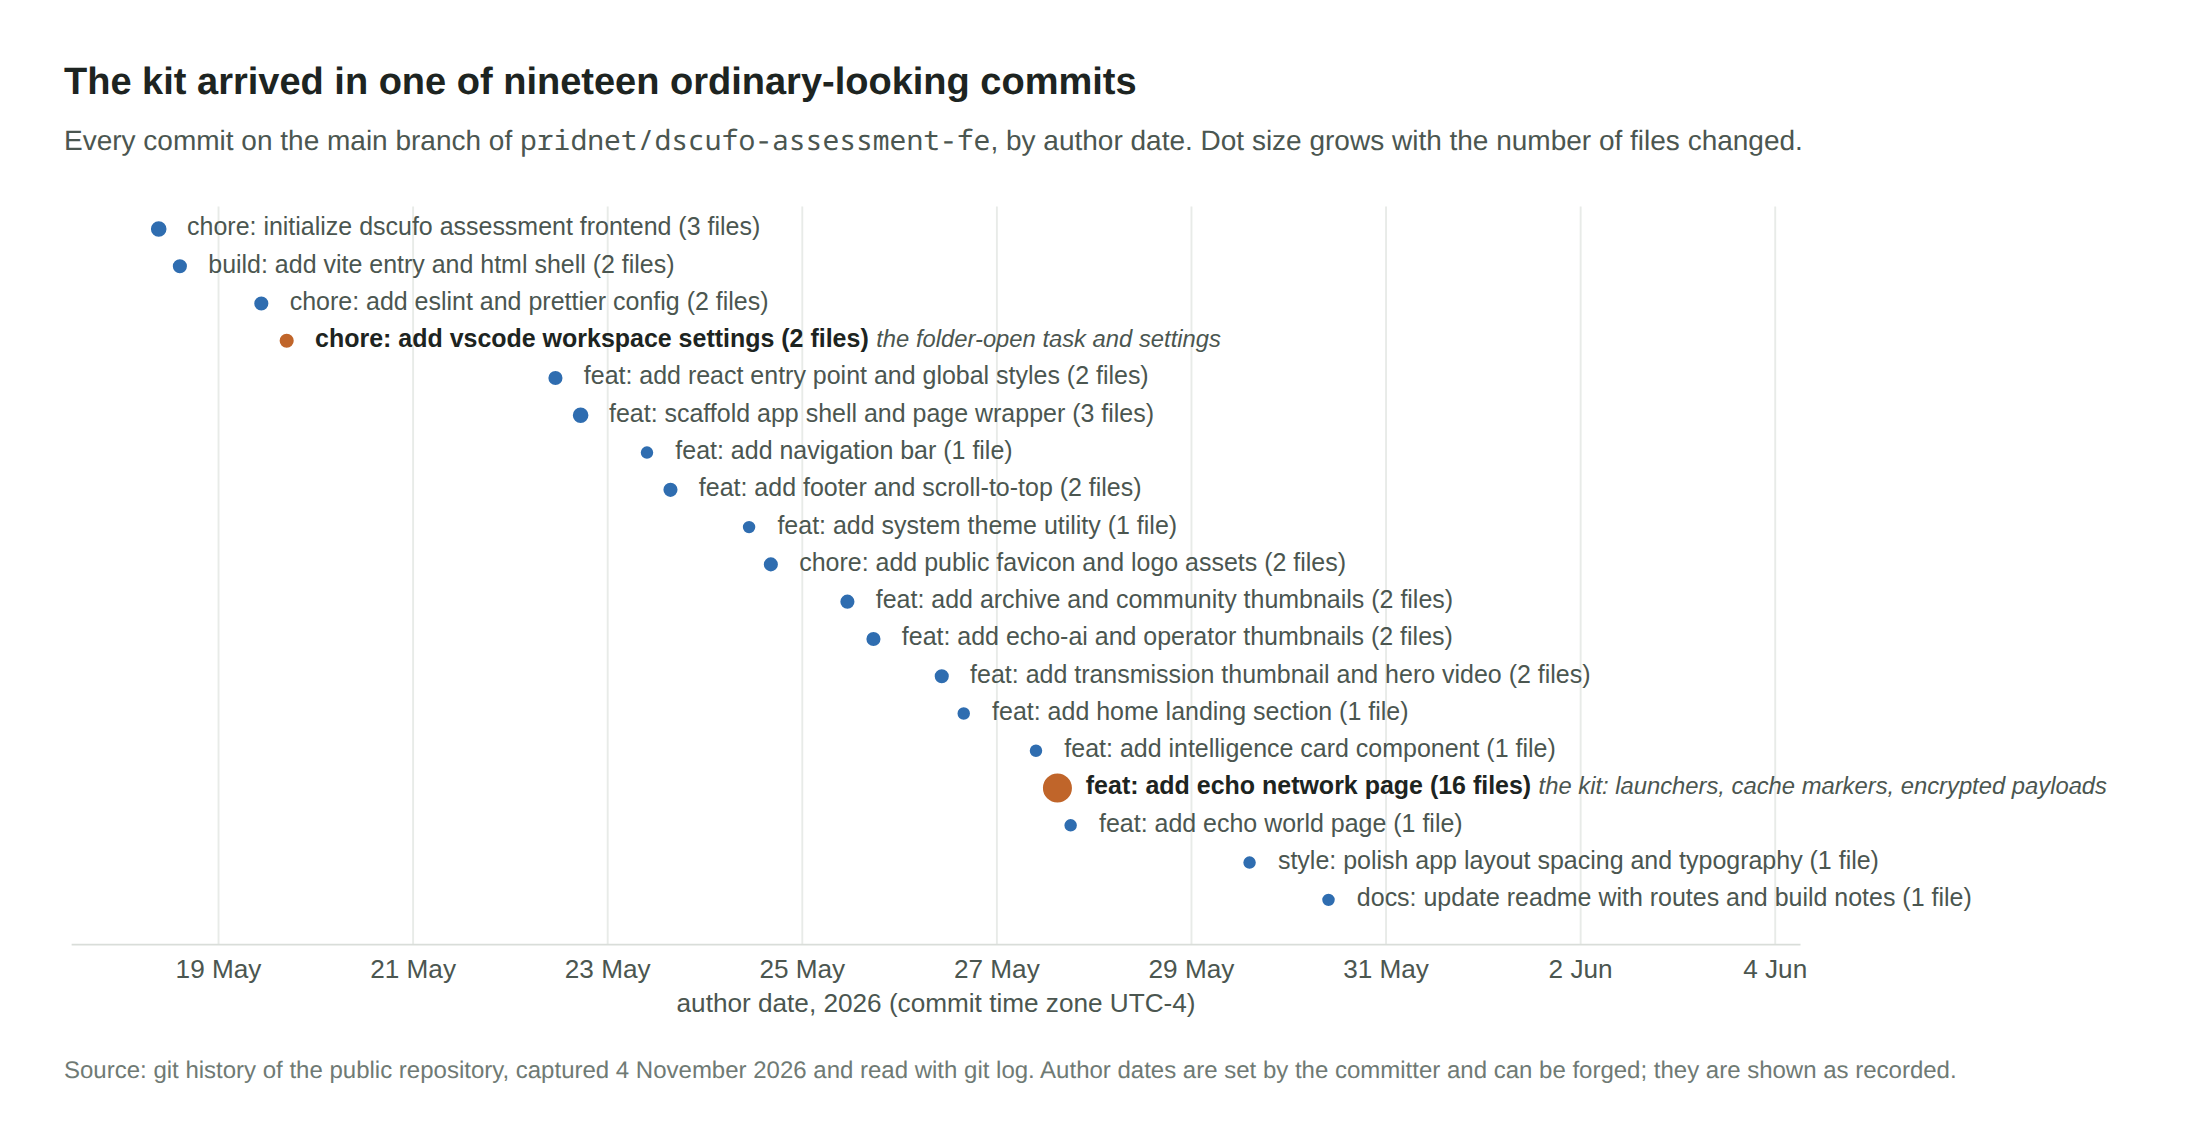 The kit arrived in one of nineteen ordinary-looking commits
Every commit on the main branch of pridnet/dscufo-assessment-fe, by author date. Dot size grows with the number of files changed.
chore: initialize dscufo assessment frontend (3 files)
build: add vite entry and html shell (2 files)
chore: add eslint and prettier config (2 files)
chore: add vscode workspace settings (2 files) the folder-open task and settings
feat: add react entry point and global styles (2 files)
feat: scaffold app shell and page wrapper (3 files)
feat: add navigation bar (1 file)
feat: add footer and scroll-to-top (2 files)
feat: add system theme utility (1 file)
chore: add public favicon and logo assets (2 files)
feat: add archive and community thumbnails (2 files)
feat: add echo-ai and operator thumbnails (2 files)
feat: add transmission thumbnail and hero video (2 files)
feat: add home landing section (1 file)
feat: add intelligence card component (1 file)
feat: add echo network page (16 files) the kit: launchers, cache markers, encrypted payloads
feat: add echo world page (1 file)
style: polish app layout spacing and typography (1 file)
docs: update readme with routes and build notes (1 file)
19 May 21 May 23 May 25 May 27 May 29 May 31 May 2 Jun 4 Jun
author date, 2026 (commit time zone UTC-4)
Source: git history of the public repository, captured 4 November 2026 and read with git log. Author dates are set by the committer and can be forged; they are shown as recorded.